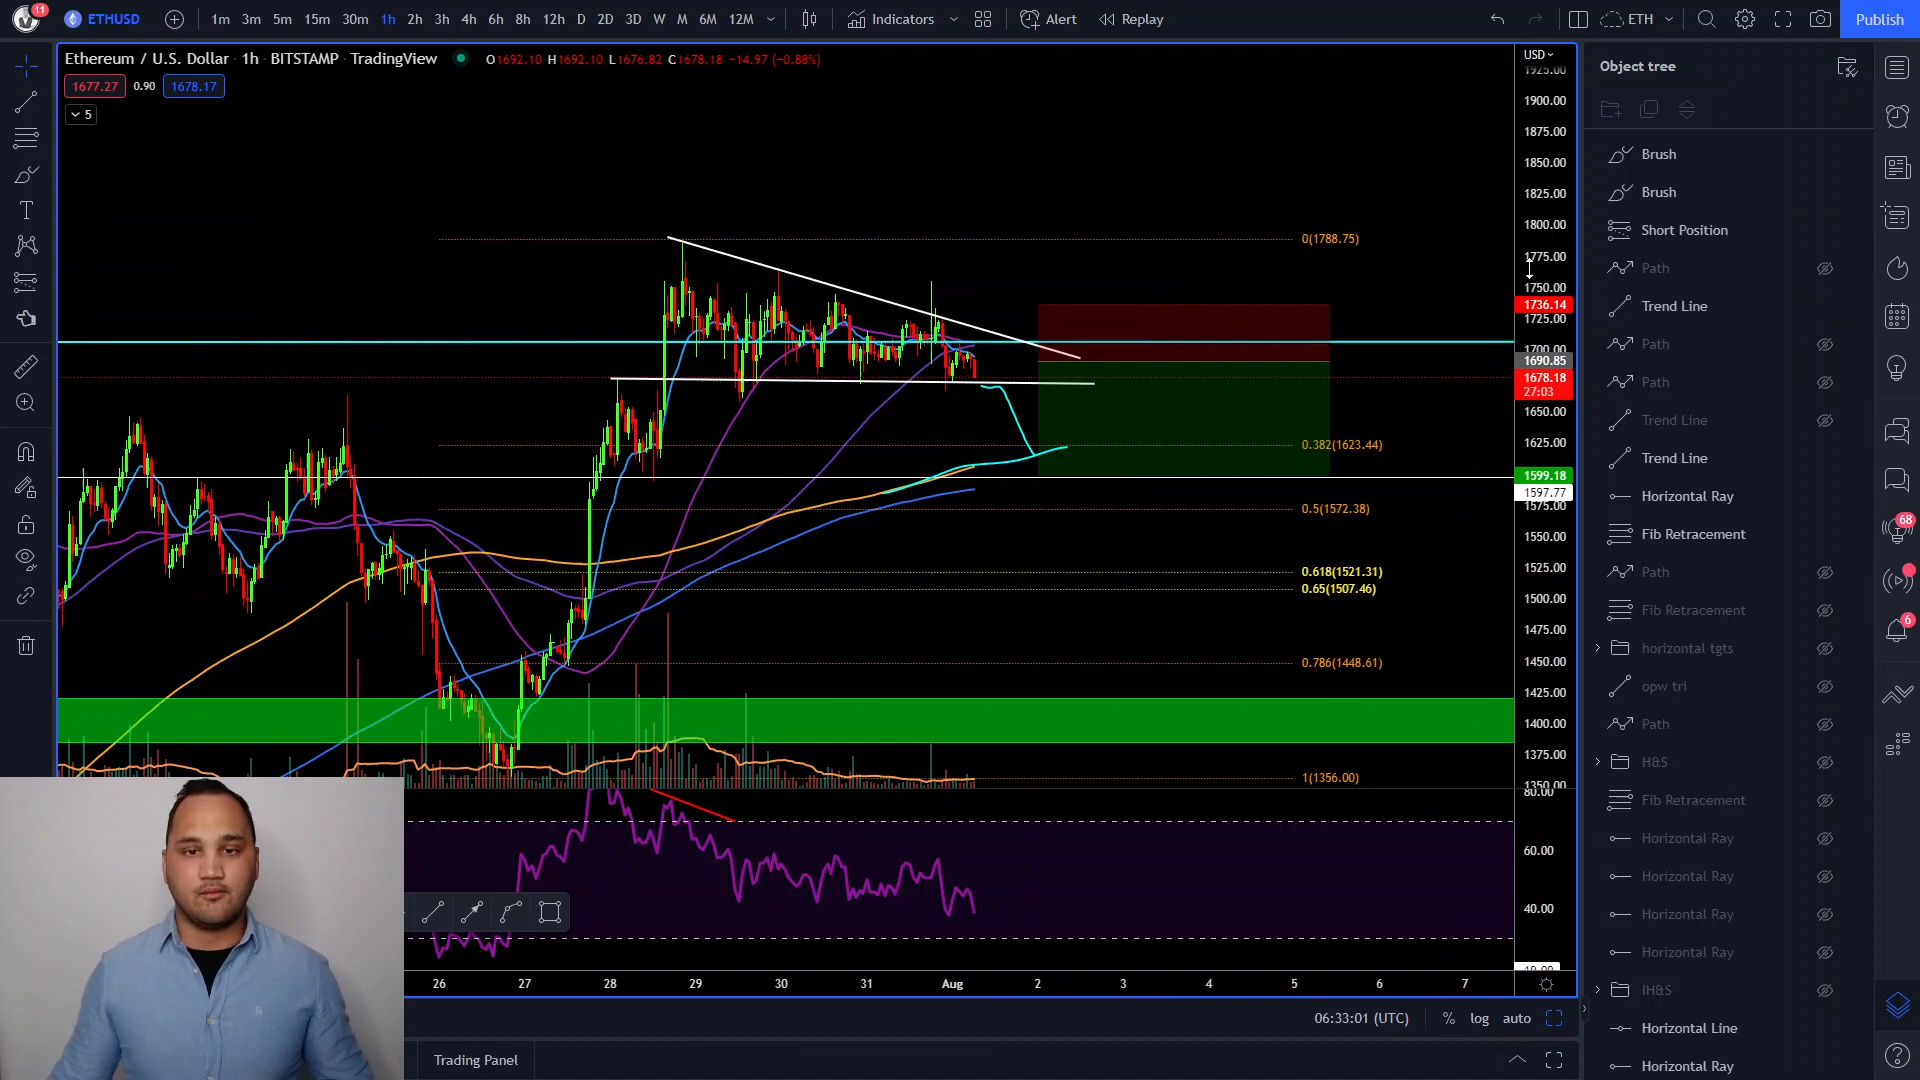 11
ETHUSD
1m 3m 5m 15m 30m 1h 2h 3h 4h 6h 8h 12h D 2D 3D W M 6M 12M
Indicators
Alert
Replay
ETH
Publish
Ethereum / U.S. Dollar · 1h · BITSTAMP · TradingView
O1692.10 H1692.10 L1676.82 C1678.18 −14.97 (−0.88%)
1677.27 0.90 1678.17
5
USD
1925.00
1900.00
1875.00
1850.00
1825.00
1800.00
1775.00
1750.00
1736.14
1725.00
1700.00
1690.85
1678.18
27:03
1650.00
1625.00
1599.18
1597.77
1575.00
1550.00
1525.00
1500.00
1475.00
1450.00
1425.00
1400.00
1375.00
1350.00
80.00
60.00
40.00
0(1788.75)
0.382(1623.44)
0.5(1572.38)
0.618(1521.31)
0.65(1507.46)
0.786(1448.61)
1(1356.00)
26 27 28 29 30 31 Aug 2 3 4 5 6 7
06:33:01 (UTC)
% log auto
Trading Panel
Object tree
Brush
Brush
Short Position
Path
Trend Line
Path
Path
Trend Line
Trend Line
Horizontal Ray
Fib Retracement
Path
Fib Retracement
horizontal tgts
opw tri
Path
H&S
Fib Retracement
Horizontal Ray
Horizontal Ray
Horizontal Ray
Horizontal Ray
IH&S
Horizontal Line
Horizontal Ray
68
6